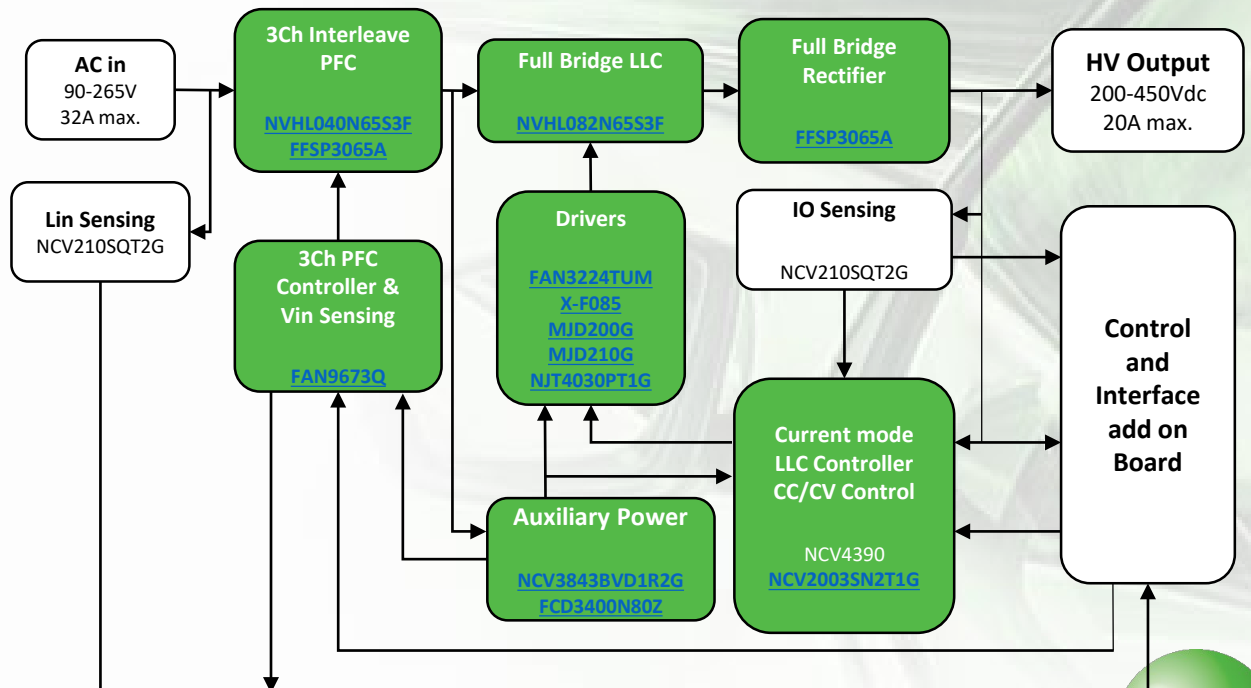 AC in
90-265V
32A max.
3Ch Interleave
PFC
NVHL040N65S3F
FFSP3065A
Full Bridge LLC
NVHL082N65S3F
Full Bridge
Rectifier
FFSP3065A
HV Output
200-450Vdc
20A max.
Lin Sensing
NCV210SQT2G
3Ch PFC
Controller &
Vin Sensing
FAN9673Q
Drivers
FAN3224TUM
X-F085
MJD200G
MJD210G
NJT4030PT1G
IO Sensing
NCV210SQT2G
Control
and
Interface
add on
Board
Current mode
LLC Controller
CC/CV Control
NCV4390
NCV2003SN2T1G
Auxiliary Power
NCV3843BVD1R2G
FCD3400N80Z